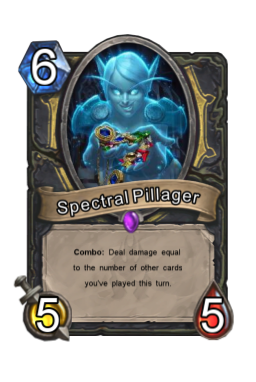 6
Spectral Pillager
Combo: Deal damage equal
to the number of other cards
you've played this turn.
5
5